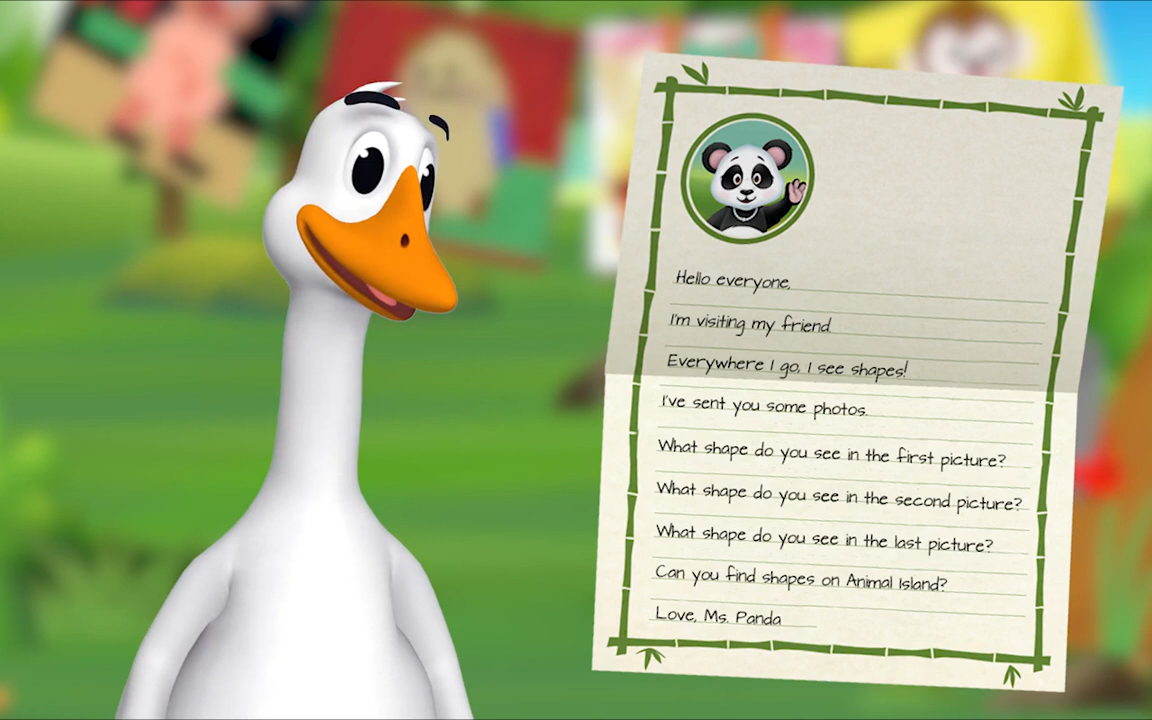 Hello everyone,
I'm visiting my friend.
Everywhere I go, I see shapes!
I've sent you some photos.
What shape do you see in the first picture?
What shape do you see in the second picture?
What shape do you see in the last picture?
Can you find shapes on Animal Island?
Love, Ms. Panda